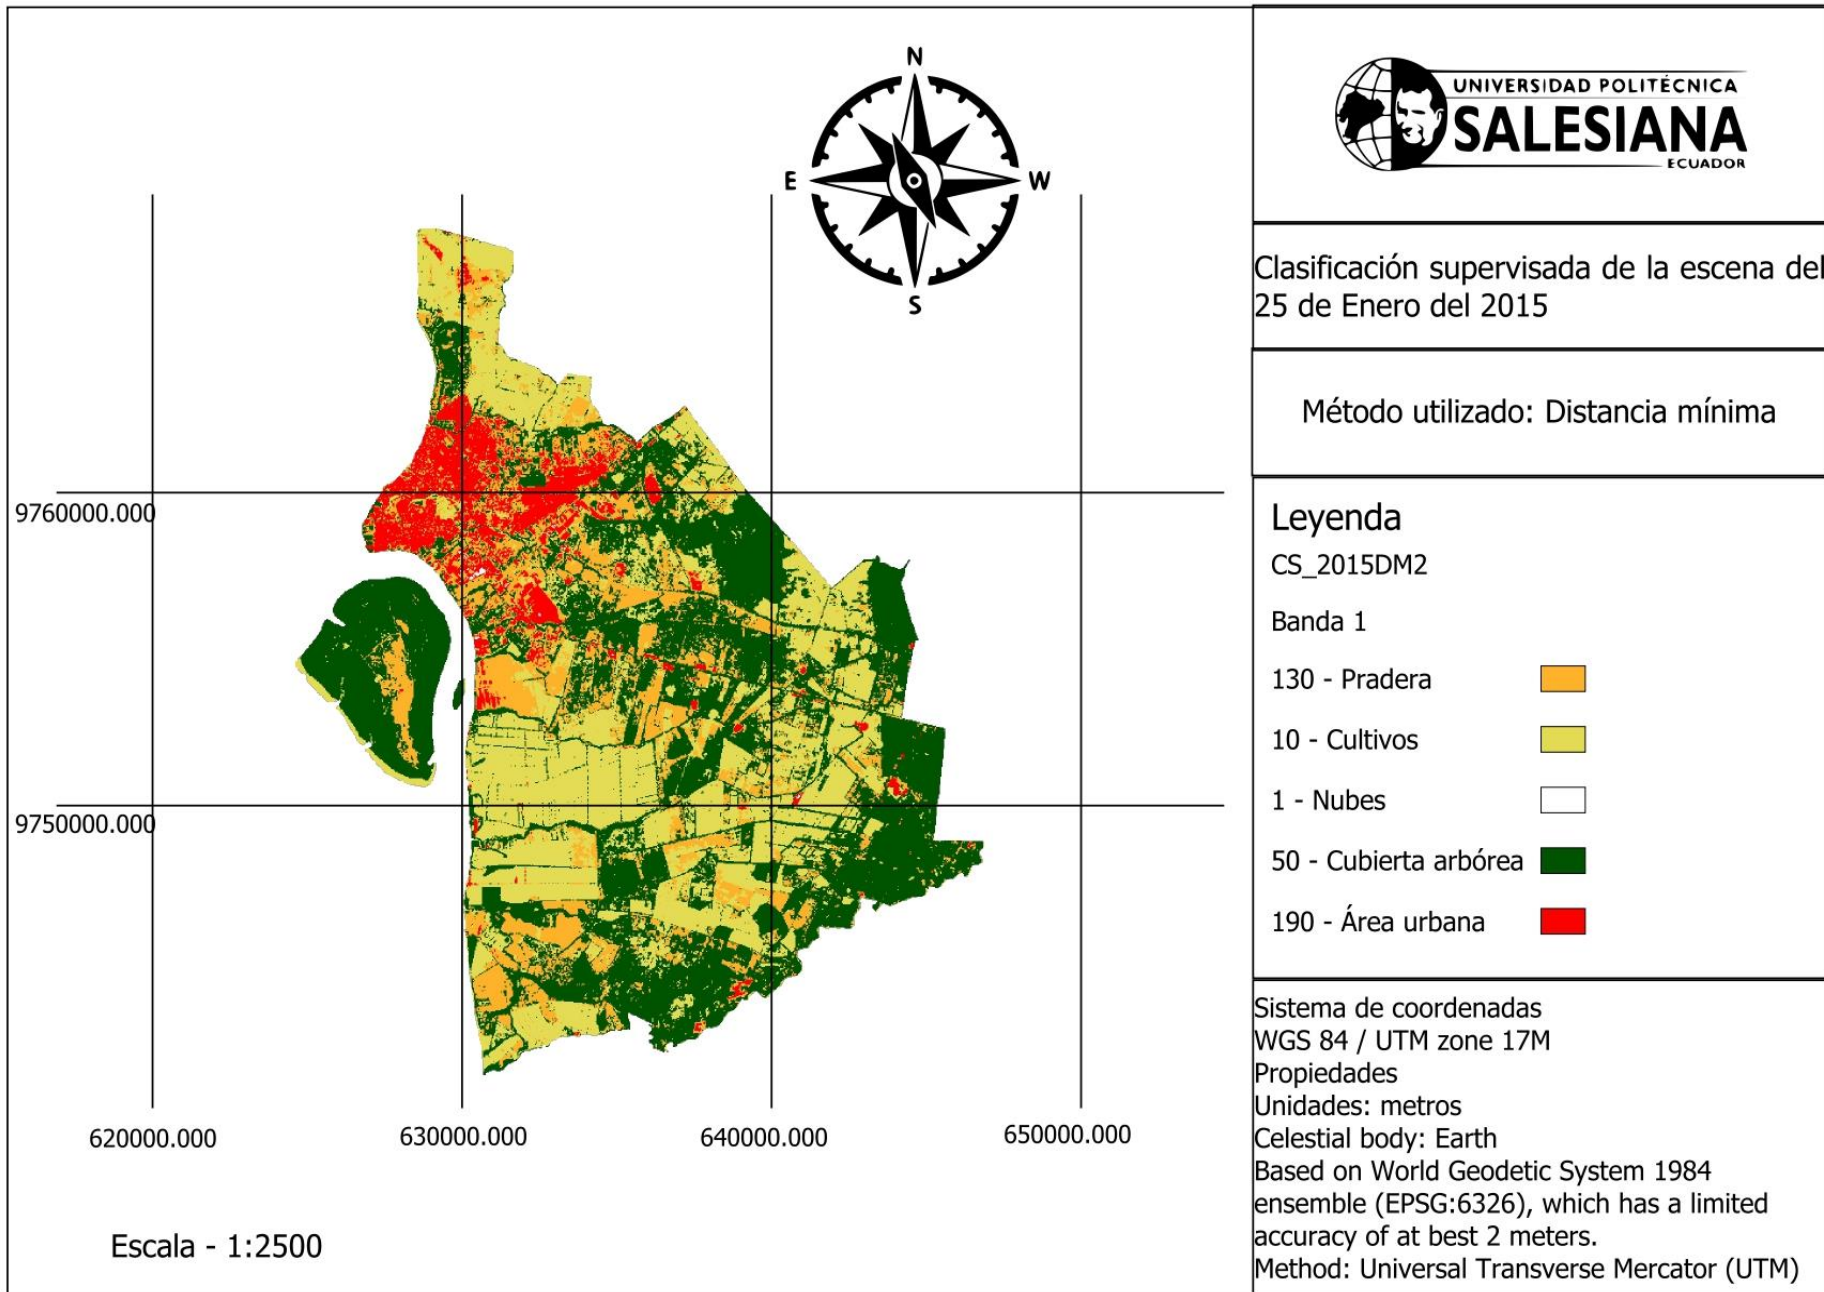 N
E
W
S
UNIVERSIDAD POLITÉCNICA
SALESIANA
ECUADOR
Clasificación supervisada de la escena del
25 de Enero del 2015
Método utilizado: Distancia mínima
Leyenda
CS_2015DM2
Banda 1
130 - Pradera
10 - Cultivos
1 - Nubes
50 - Cubierta arbórea
190 - Área urbana
Sistema de coordenadas
WGS 84 / UTM zone 17M
Propiedades
Unidades: metros
Celestial body: Earth
Based on World Geodetic System 1984
ensemble (EPSG:6326), which has a limited
accuracy of at best 2 meters.
Method: Universal Transverse Mercator (UTM)
9760000.000
9750000.000
620000.000
630000.000
640000.000
650000.000
Escala - 1:2500